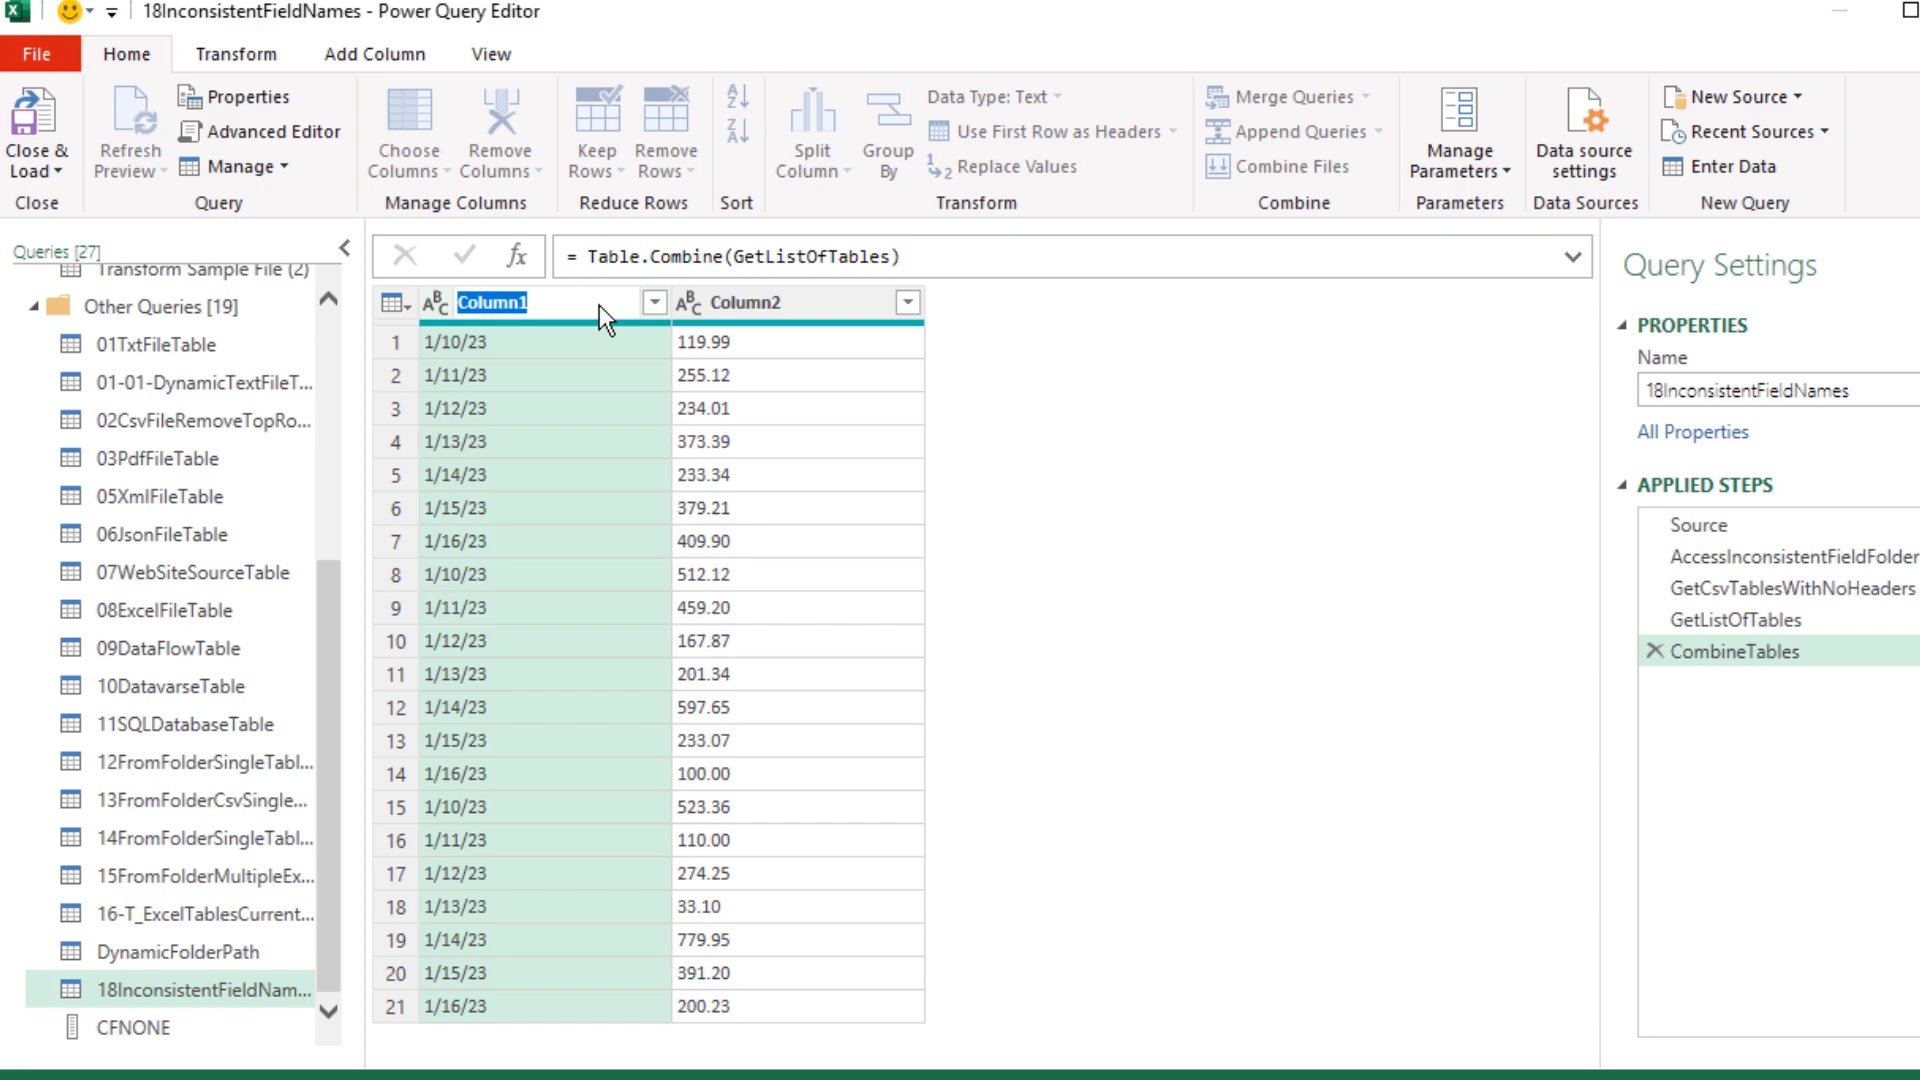 18InconsistentFieldNames - Power Query Editor
File Home Transform Add Column View
Close & Load
Close
Refresh Preview
Properties
Advanced Editor
Manage
Query
Choose Columns
Remove Columns
Manage Columns
Keep Rows
Remove Rows
Reduce Rows
Sort
Split Column
Group By
Data Type: Text
Use First Row as Headers
Replace Values
Transform
Merge Queries
Append Queries
Combine Files
Combine
Manage Parameters
Parameters
Data source settings
Data Sources
New Source
Recent Sources
Enter Data
New Query
Queries [27]
Transform Sample File (2)
Other Queries [19]
01TxtFileTable
01-01-DynamicTextFileT...
02CsvFileRemoveTopRo...
03PdfFileTable
05XmlFileTable
06JsonFileTable
07WebSiteSourceTable
08ExcelFileTable
09DataFlowTable
10DatavarseTable
11SQLDatabaseTable
12FromFolderSingleTabl...
13FromFolderCsvSingle...
14FromFolderSingleTabl...
15FromFolderMultipleEx...
16-T_ExcelTablesCurrent...
DynamicFolderPath
18InconsistentFieldNam...
CFNONE
fx = Table.Combine(GetListOfTables)
ABC Column1 ABC Column2
1 1/10/23 119.99
2 1/11/23 255.12
3 1/12/23 234.01
4 1/13/23 373.39
5 1/14/23 233.34
6 1/15/23 379.21
7 1/16/23 409.90
8 1/10/23 512.12
9 1/11/23 459.20
10 1/12/23 167.87
11 1/13/23 201.34
12 1/14/23 597.65
13 1/15/23 233.07
14 1/16/23 100.00
15 1/10/23 523.36
16 1/11/23 110.00
17 1/12/23 274.25
18 1/13/23 33.10
19 1/14/23 779.95
20 1/15/23 391.20
21 1/16/23 200.23
Query Settings
PROPERTIES
Name
18InconsistentFieldNames
All Properties
APPLIED STEPS
Source
AccessInconsistentFieldFolder
GetCsvTablesWithNoHeaders
GetListOfTables
CombineTables